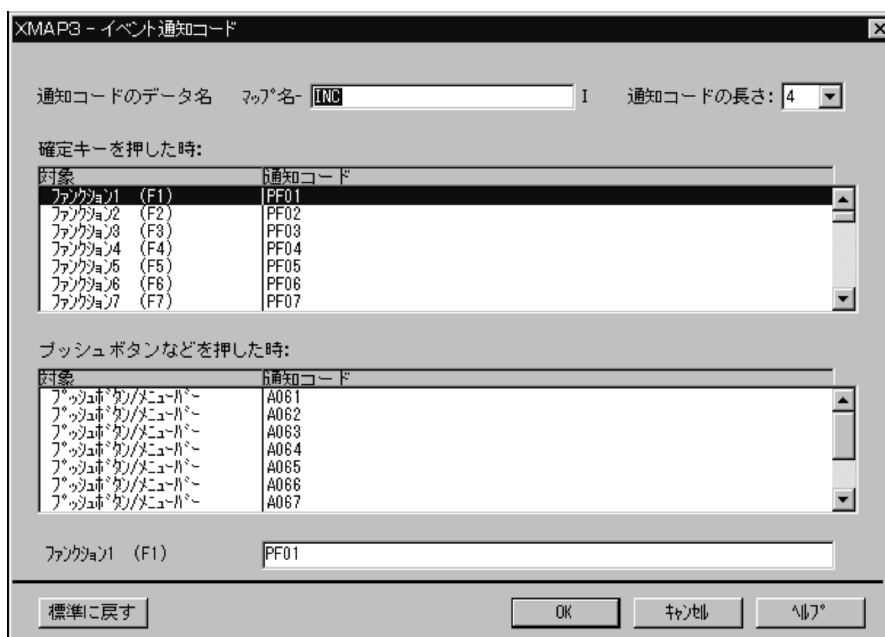 XMAP3 - イベント通知コード
通知コードのデータ名 ﾏｯﾌﾟ名- INC I 通知コードの長さ: 4
確定キーを押した時:
対象 通知コード
ﾌｧﾝｸｼｮﾝ1 (F1) PF01
ﾌｧﾝｸｼｮﾝ2 (F2) PF02
ﾌｧﾝｸｼｮﾝ3 (F3) PF03
ﾌｧﾝｸｼｮﾝ4 (F4) PF04
ﾌｧﾝｸｼｮﾝ5 (F5) PF05
ﾌｧﾝｸｼｮﾝ6 (F6) PF06
ﾌｧﾝｸｼｮﾝ7 (F7) PF07
プッシュボタンなどを押した時:
対象 通知コード
ﾌﾟｯｼｭﾎﾞﾀﾝ/ﾒﾆｭｰﾊﾞｰ A061
ﾌﾟｯｼｭﾎﾞﾀﾝ/ﾒﾆｭｰﾊﾞｰ A062
ﾌﾟｯｼｭﾎﾞﾀﾝ/ﾒﾆｭｰﾊﾞｰ A063
ﾌﾟｯｼｭﾎﾞﾀﾝ/ﾒﾆｭｰﾊﾞｰ A064
ﾌﾟｯｼｭﾎﾞﾀﾝ/ﾒﾆｭｰﾊﾞｰ A065
ﾌﾟｯｼｭﾎﾞﾀﾝ/ﾒﾆｭｰﾊﾞｰ A066
ﾌﾟｯｼｭﾎﾞﾀﾝ/ﾒﾆｭｰﾊﾞｰ A067
ﾌｧﾝｸｼｮﾝ1 (F1) PF01
標準に戻す OK ｷｬﾝｾﾙ ﾍﾙﾌﾟ